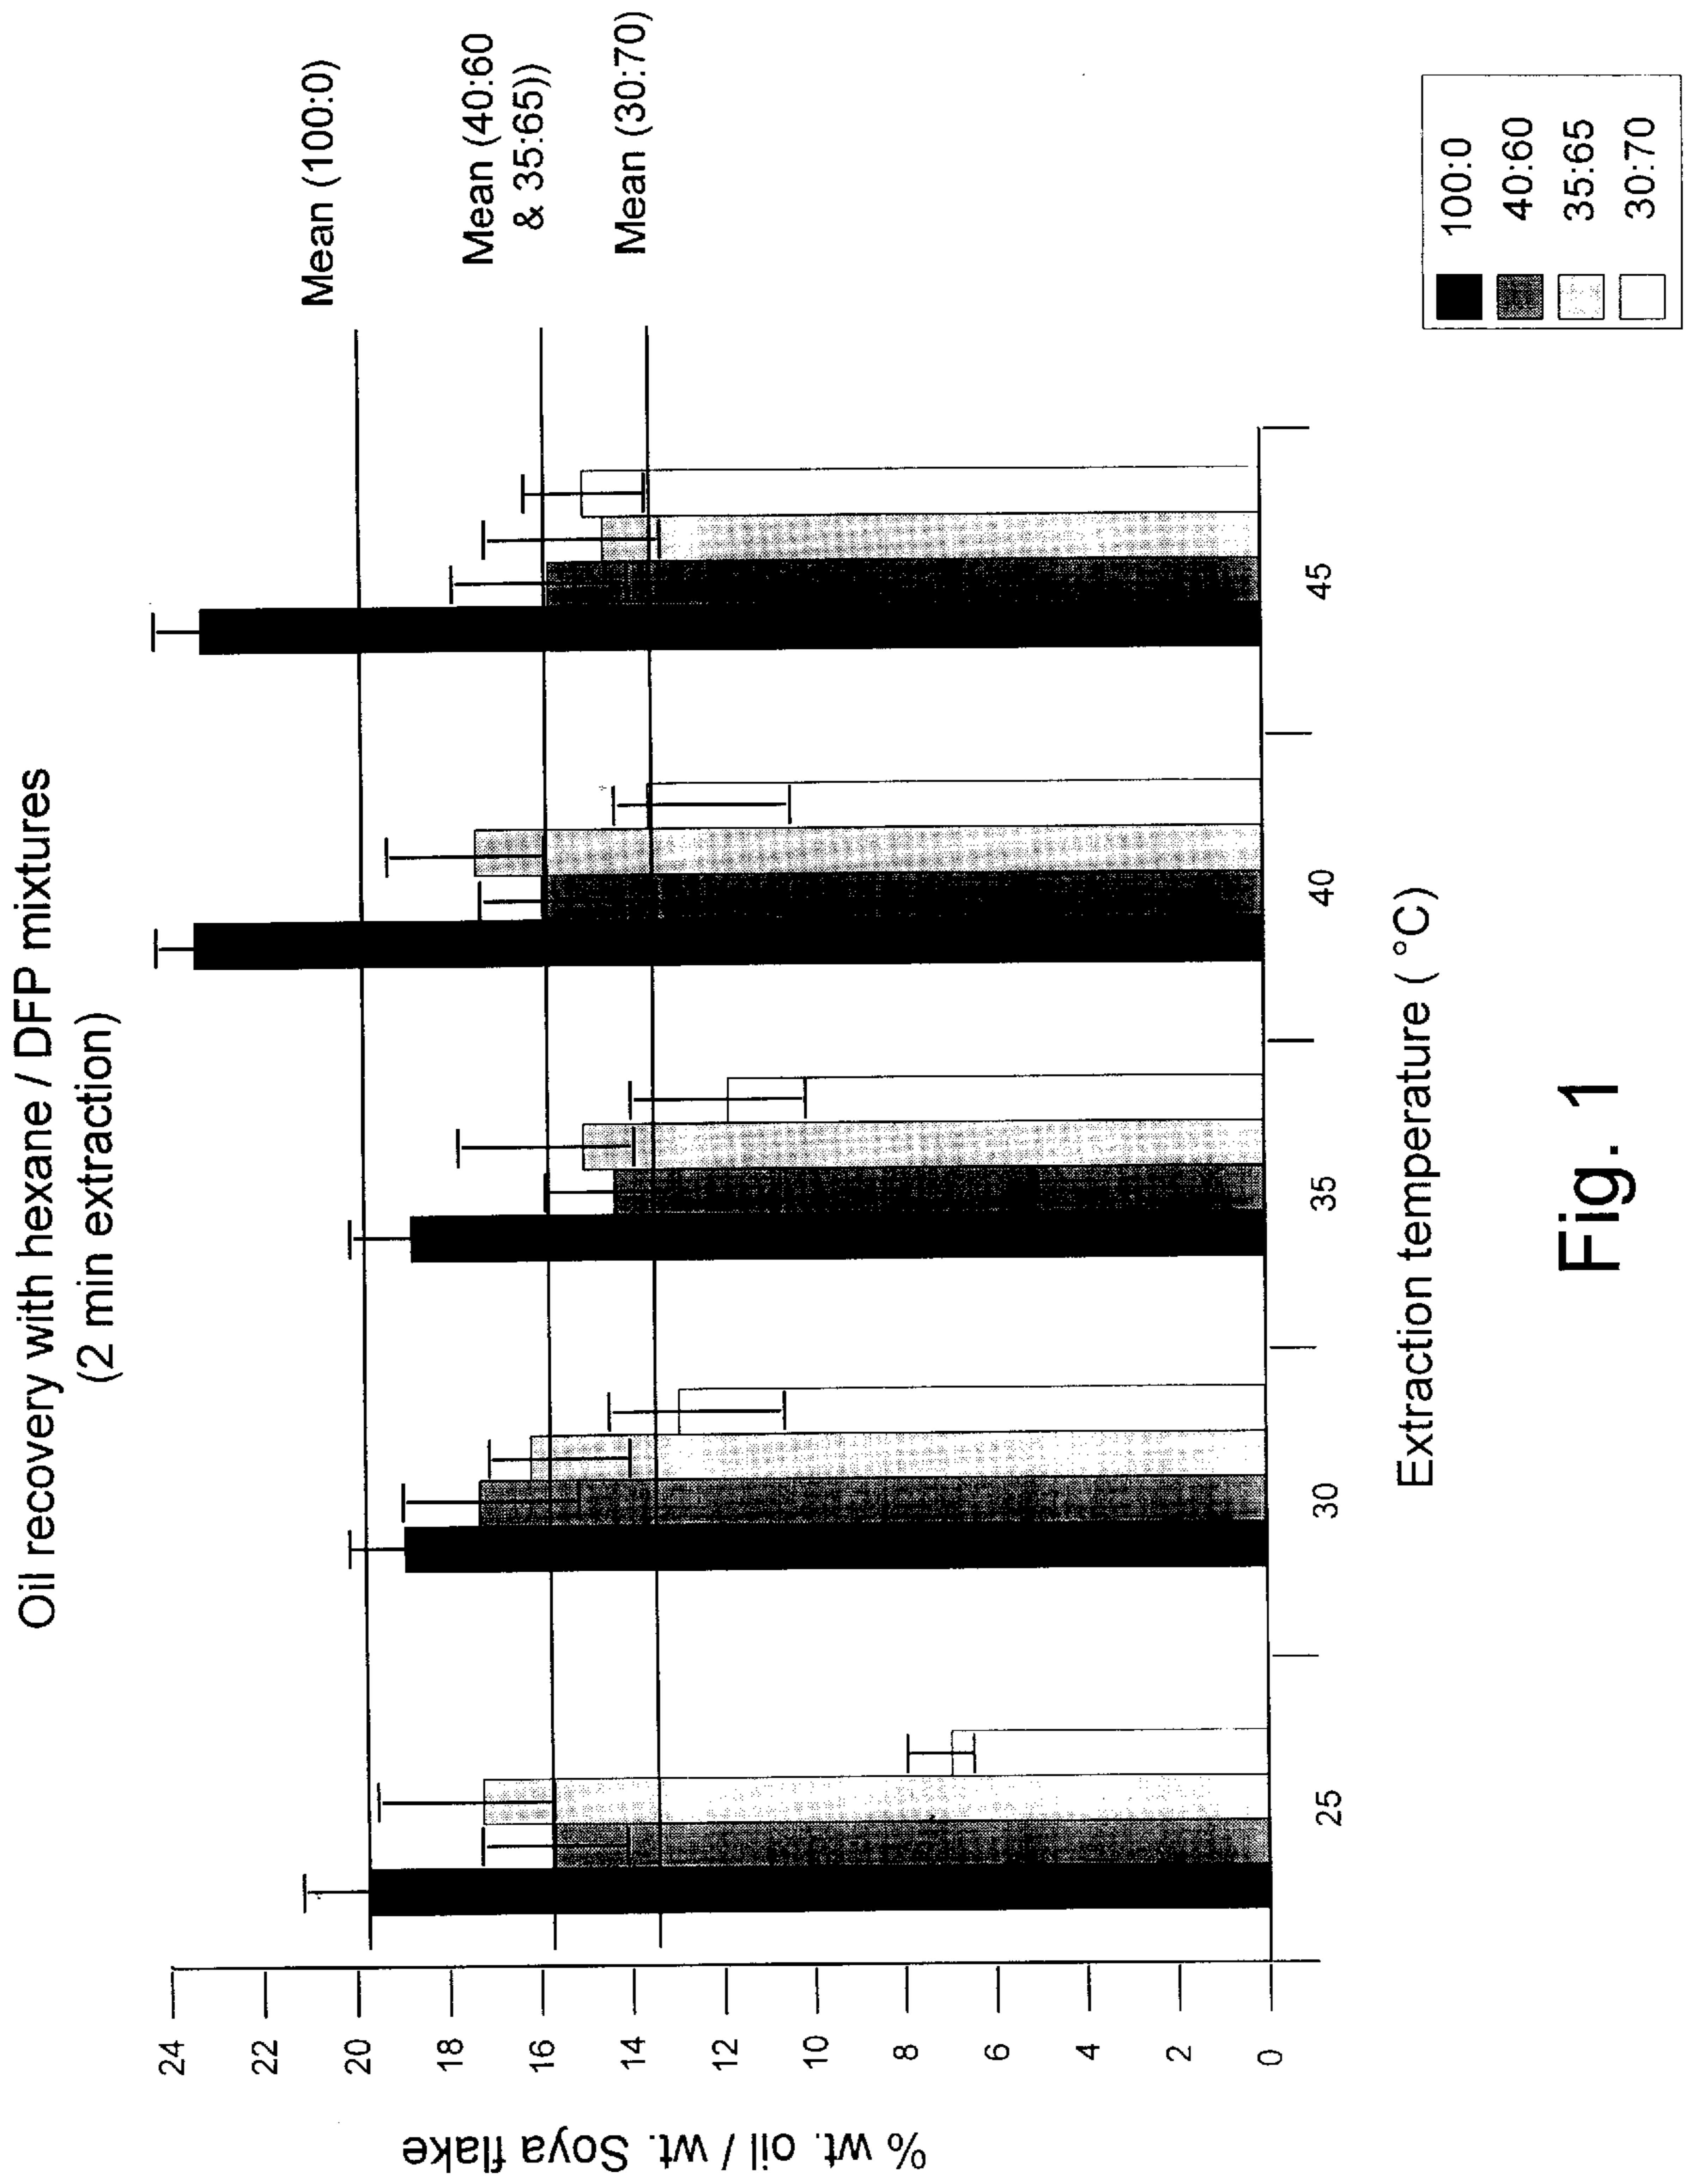 Oil recovery with hexane / DFP mixtures
(2 min extraction)
Mean (100:0)
Mean (40:60
& 35:65))
Mean (30:70)
% wt. oil / wt. Soya flake
24
22
20
18
16
14
12
10
8
6
4
2
0
25
30
35
40
45
Extraction temperature ( °C)
100:0
40:60
35:65
30:70
Fig. 1